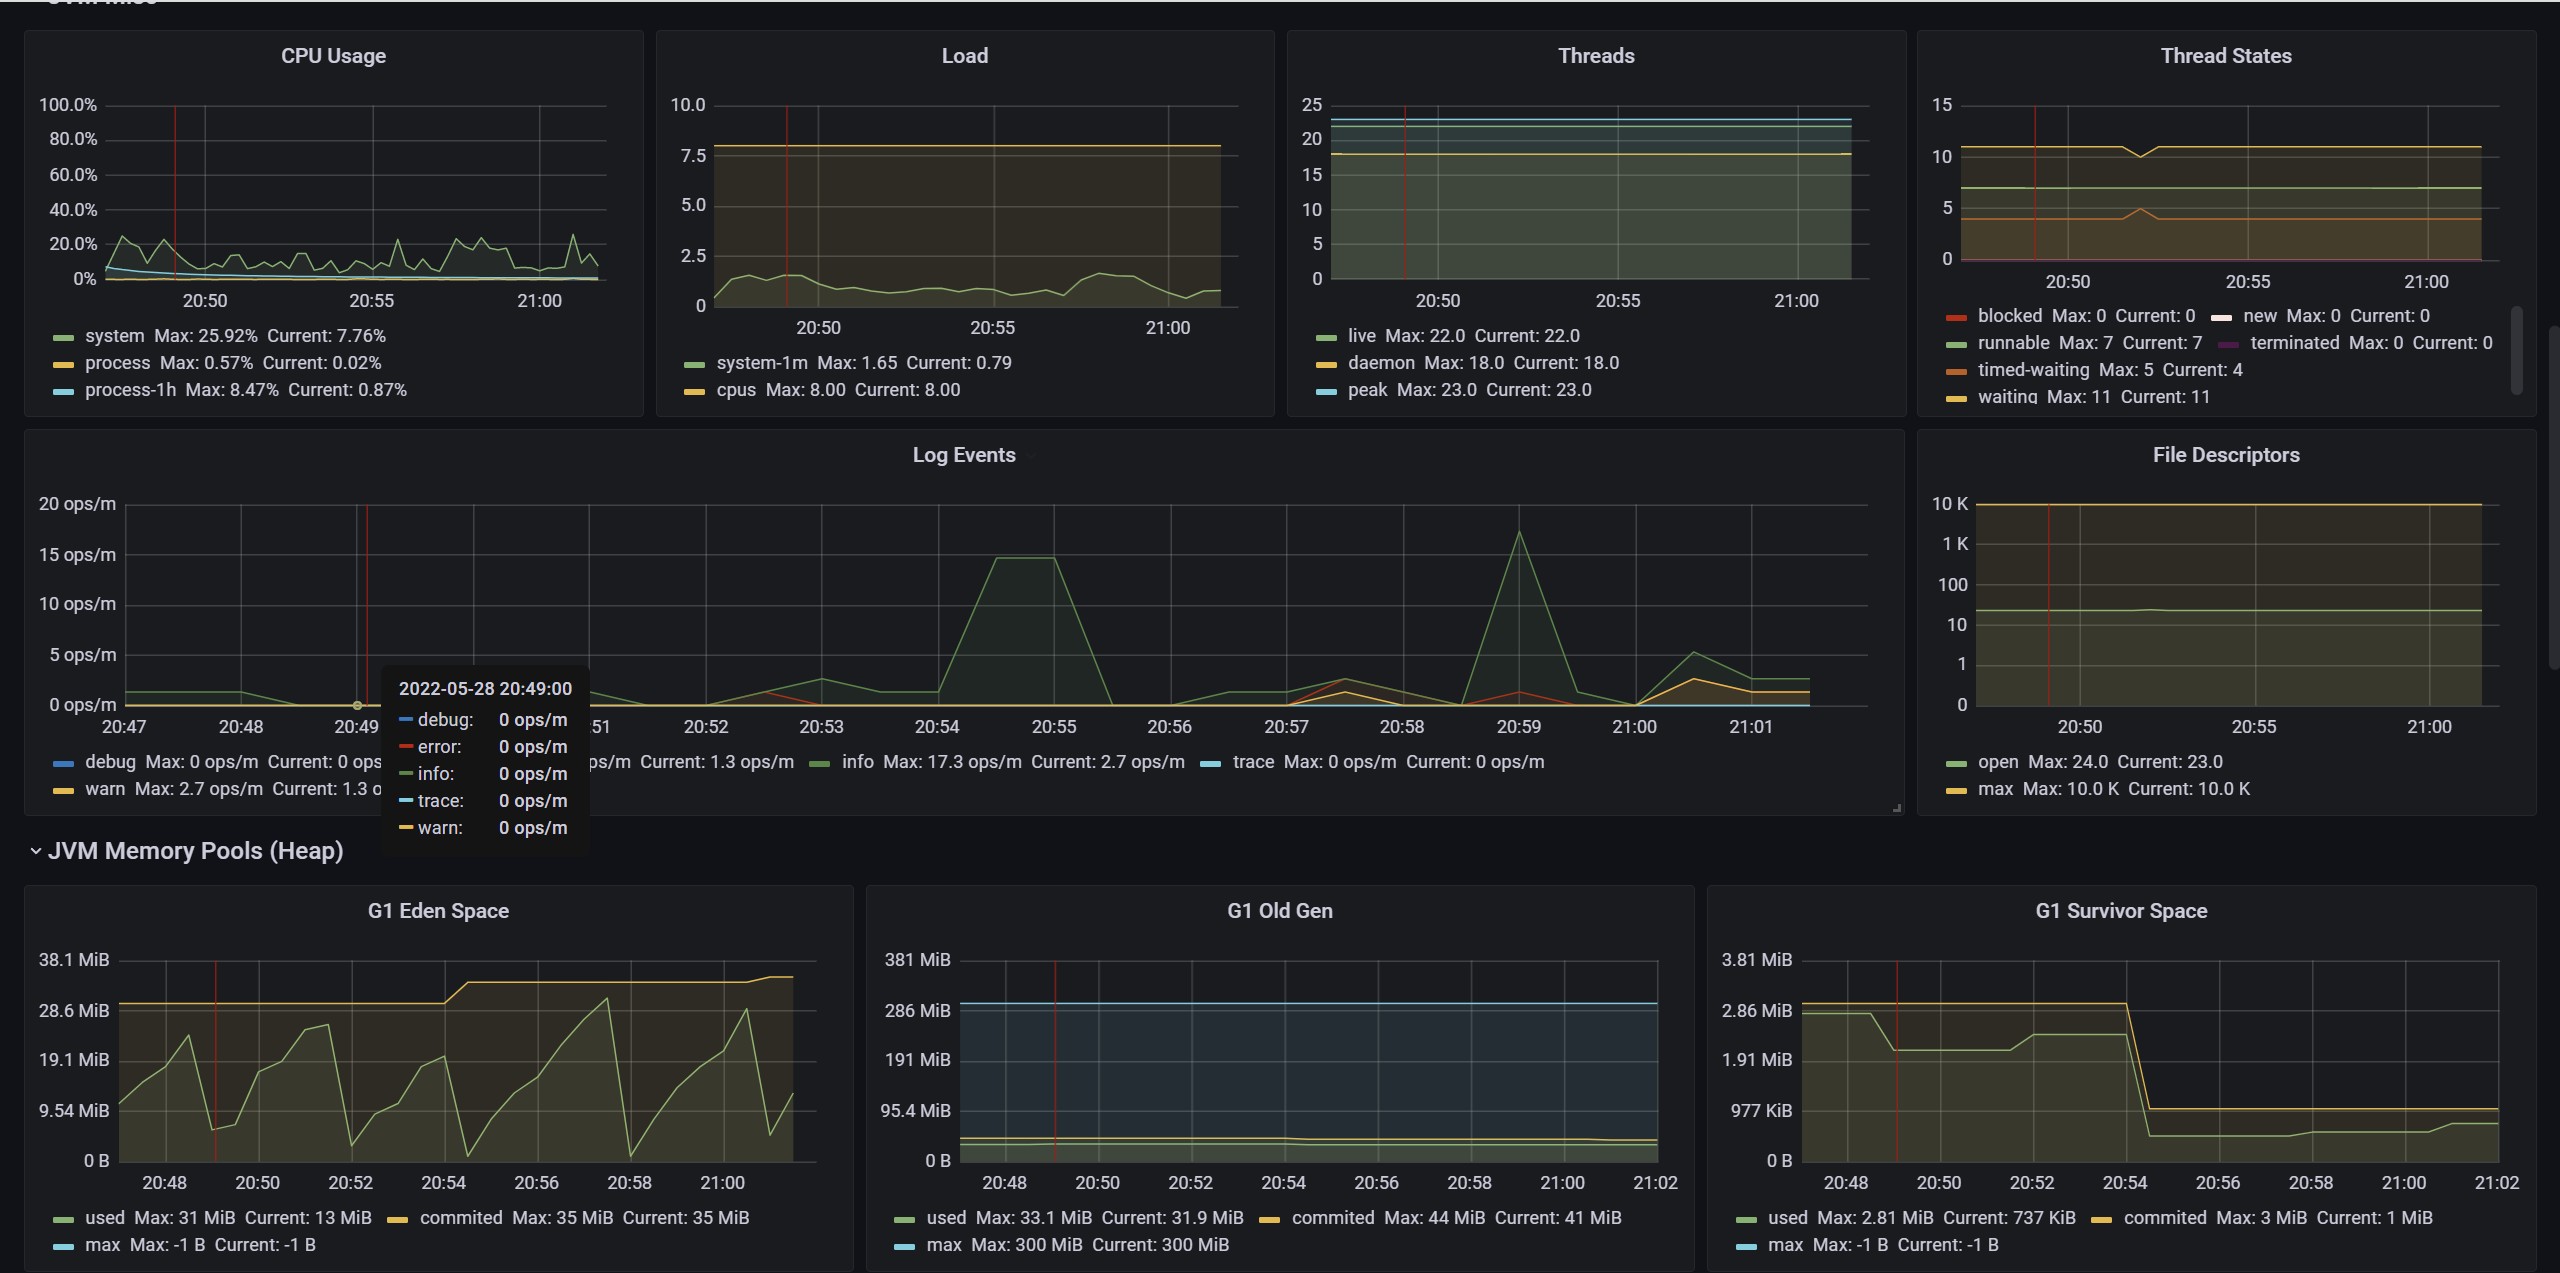 CPU Usage
100.0%
80.0%
60.0%
40.0%
20.0%
0%
20:50 20:55 21:00
system Max: 25.92% Current: 7.76%
process Max: 0.57% Current: 0.02%
process-1h Max: 8.47% Current: 0.87%
Load
10.0
7.5
5.0
2.5
0
20:50 20:55 21:00
system-1m Max: 1.65 Current: 0.79
cpus Max: 8.00 Current: 8.00
Threads
25
20
15
10
5
0
20:50 20:55 21:00
live Max: 22.0 Current: 22.0
daemon Max: 18.0 Current: 18.0
peak Max: 23.0 Current: 23.0
Thread States
15
10
5
0
20:50 20:55 21:00
blocked Max: 0 Current: 0 new Max: 0 Current: 0
runnable Max: 7 Current: 7 terminated Max: 0 Current: 0
timed-waiting Max: 5 Current: 4
waiting Max: 11 Current: 11
Log Events
20 ops/m
15 ops/m
10 ops/m
5 ops/m
0 ops/m
20:47 20:48 20:49 :51 20:52 20:53 20:54 20:55 20:56 20:57 20:58 20:59 21:00 21:01
debug Max: 0 ops/m Current: 0 ops ps/m Current: 1.3 ops/m info Max: 17.3 ops/m Current: 2.7 ops/m trace Max: 0 ops/m Current: 0 ops/m
warn Max: 2.7 ops/m Current: 1.3 o
2022-05-28 20:49:00
debug: 0 ops/m
error: 0 ops/m
info: 0 ops/m
trace: 0 ops/m
warn: 0 ops/m
File Descriptors
10 K
1 K
100
10
1
0
20:50 20:55 21:00
open Max: 24.0 Current: 23.0
max Max: 10.0 K Current: 10.0 K
JVM Memory Pools (Heap)
G1 Eden Space
38.1 MiB
28.6 MiB
19.1 MiB
9.54 MiB
0 B
20:48 20:50 20:52 20:54 20:56 20:58 21:00
used Max: 31 MiB Current: 13 MiB commited Max: 35 MiB Current: 35 MiB
max Max: -1 B Current: -1 B
G1 Old Gen
381 MiB
286 MiB
191 MiB
95.4 MiB
0 B
20:48 20:50 20:52 20:54 20:56 20:58 21:00 21:02
used Max: 33.1 MiB Current: 31.9 MiB commited Max: 44 MiB Current: 41 MiB
max Max: 300 MiB Current: 300 MiB
G1 Survivor Space
3.81 MiB
2.86 MiB
1.91 MiB
977 KiB
0 B
20:48 20:50 20:52 20:54 20:56 20:58 21:00 21:02
used Max: 2.81 MiB Current: 737 KiB commited Max: 3 MiB Current: 1 MiB
max Max: -1 B Current: -1 B